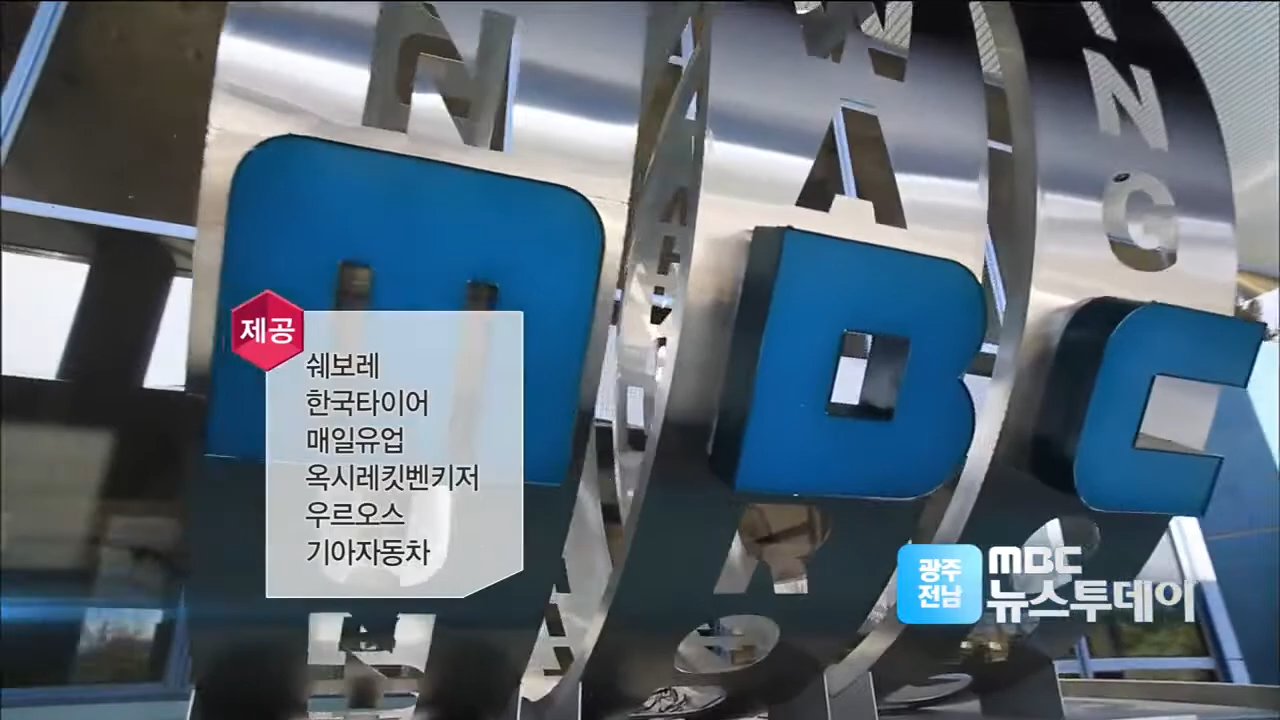 N
W
N
A
G
MBC
제공
쉐보레
한국타이어
매일유업
옥시레킷벤키저
우르오스
기아자동차
광주
전남
MBC
뉴스투데이